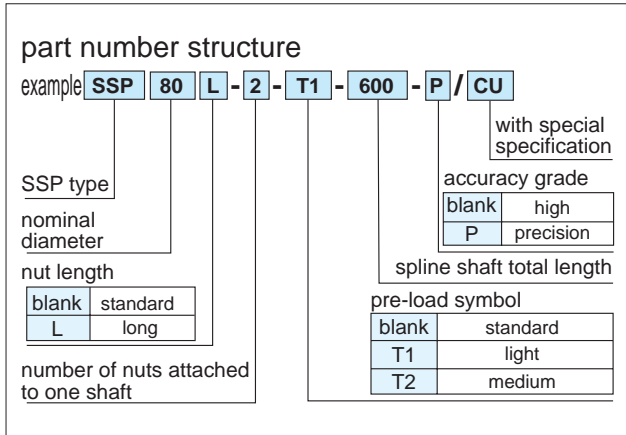 part number structure
example SSP 80 L - 2 - T1 - 600 - P / CU
with special
specification
SSP type
accuracy grade
blank high
P precision
nominal
diameter
spline shaft total length
nut length
blank standard
L long
pre-load symbol
blank standard
T1 light
T2 medium
number of nuts attached
to one shaft